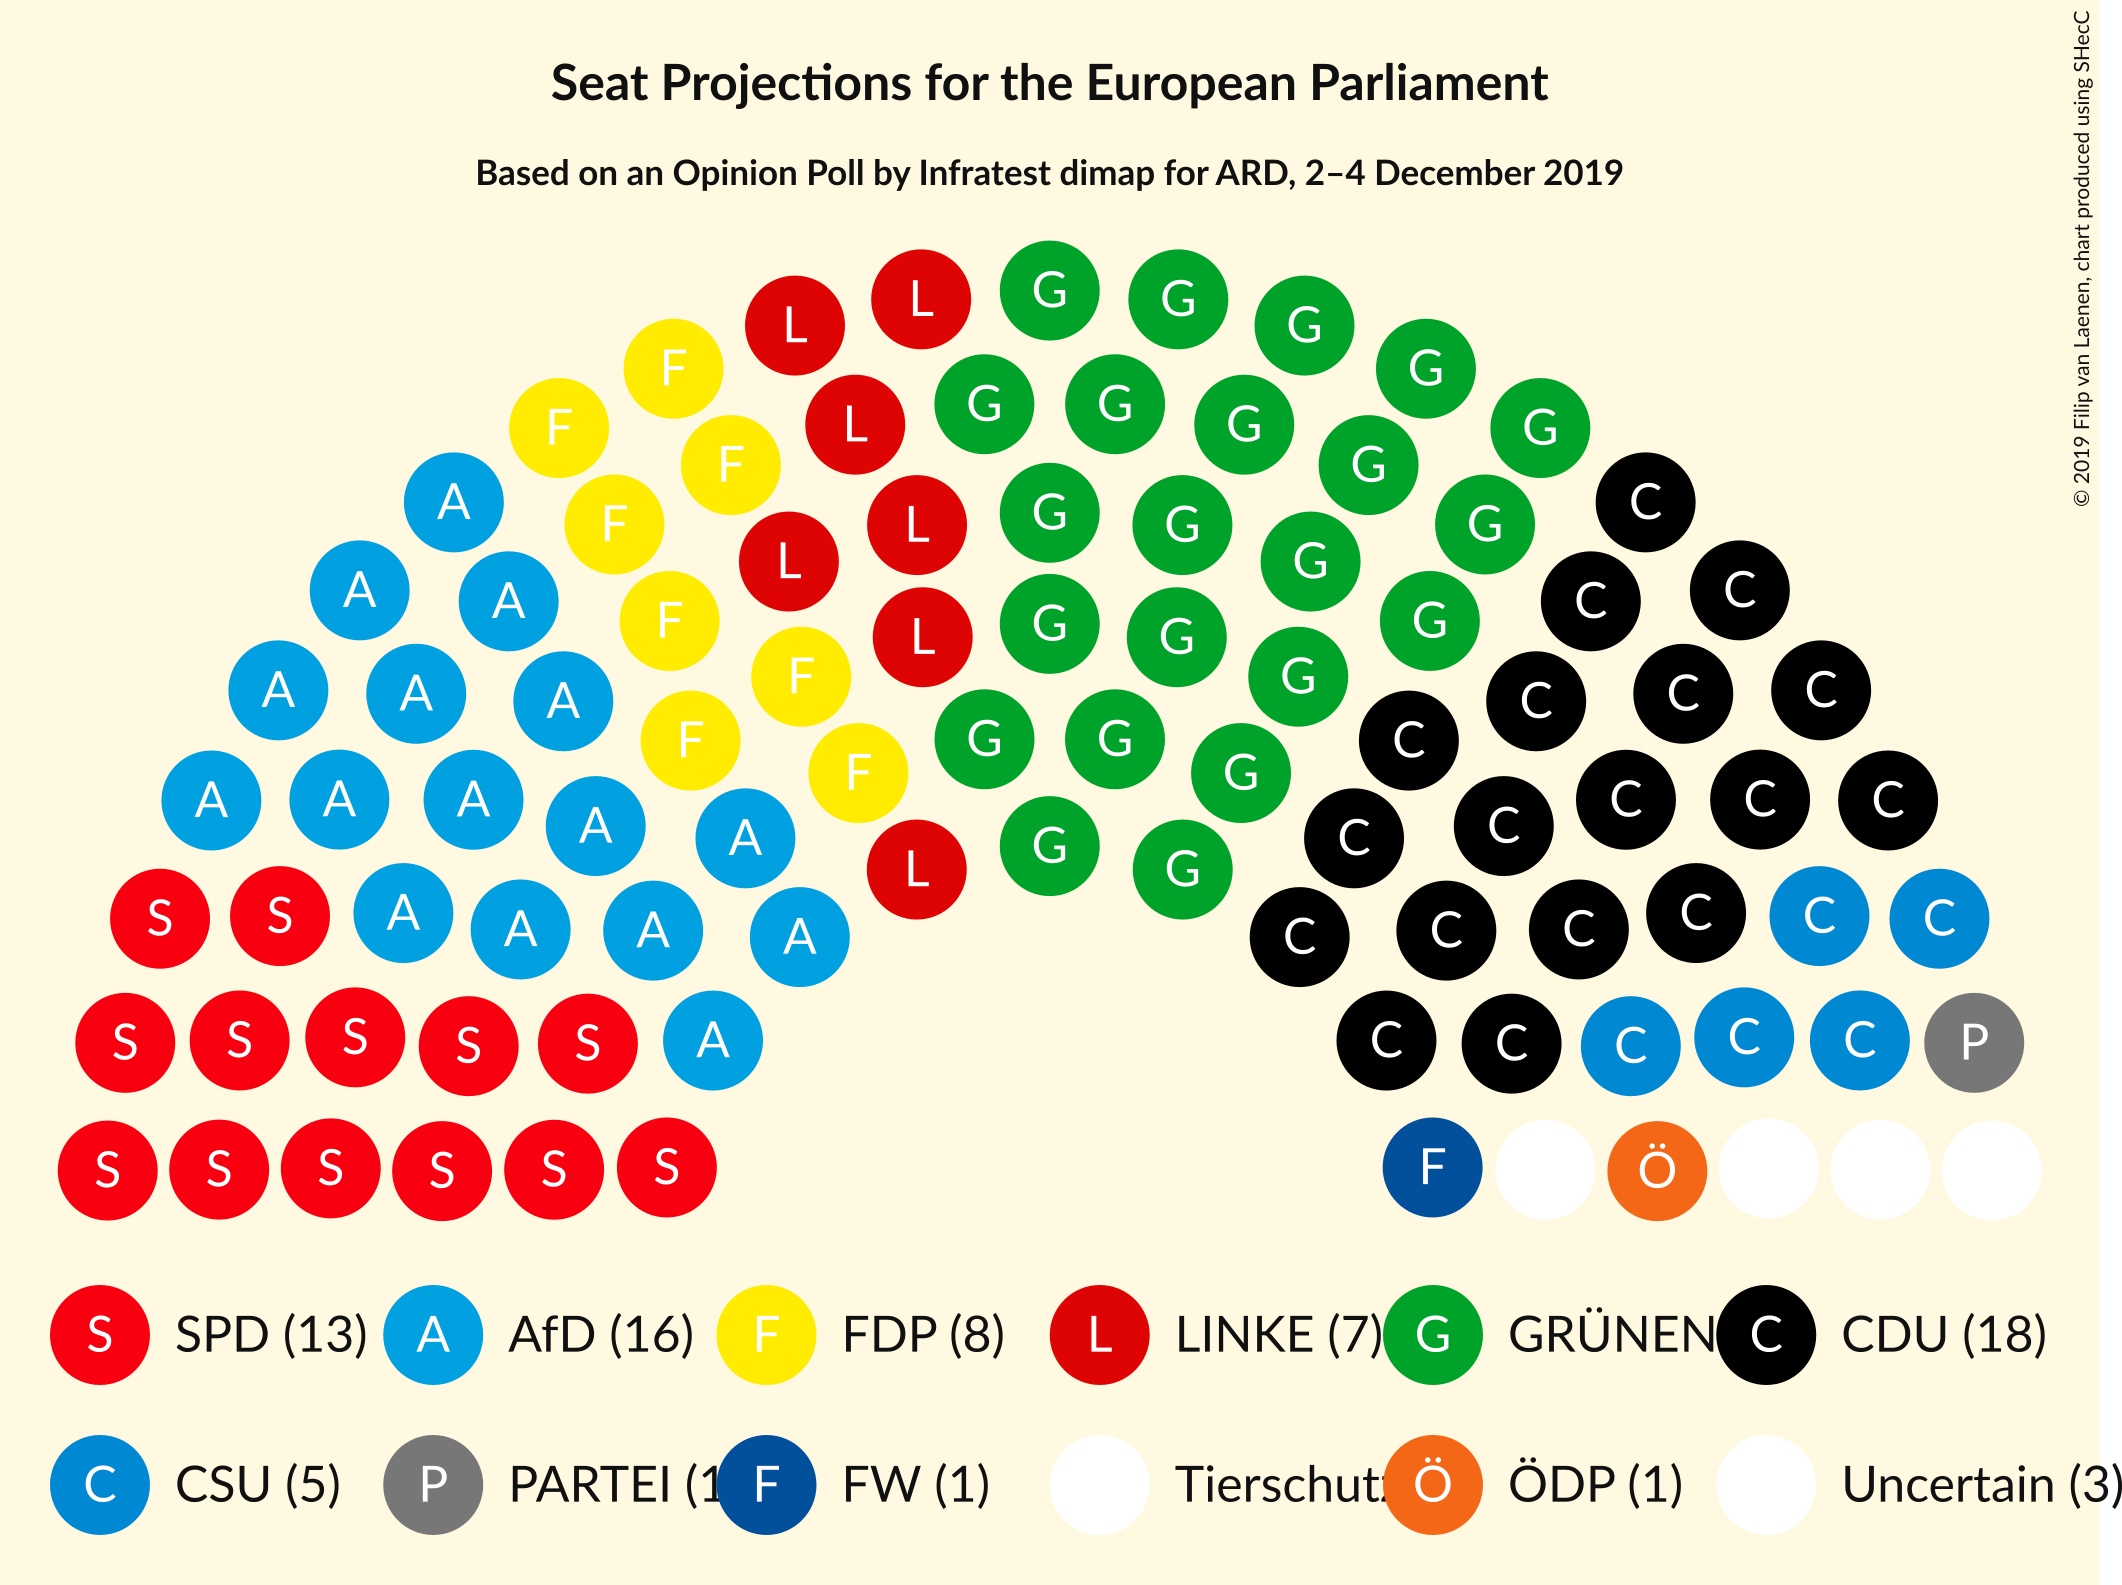 Seat Projections for the European Parliament
Based on an Opinion Poll by Infratest dimap for ARD, 2–4 December 2019
© 2019 Filip van Laenen, chart produced using SHecC
G
L G
L G
F G
F G G
L G
F G
F G
A C
G
L G
F G
A C
L G
A C
F G
G
L G
F G
A C
A C
A C
A C
G G
F C
F G
A C
A C
A C
A C
A C
A C
G
L G
S C
S C
A C
A C
A C
A C
S S S S S A C C C C C P
S S S S S S F Ö
S SPD (13) A AfD (16) F FDP (8) L LINKE (7) G GRÜNEN C CDU (18)
C CSU (5) P PARTEI (1 F FW (1) Tierschutz Ö ÖDP (1) Uncertain (3)